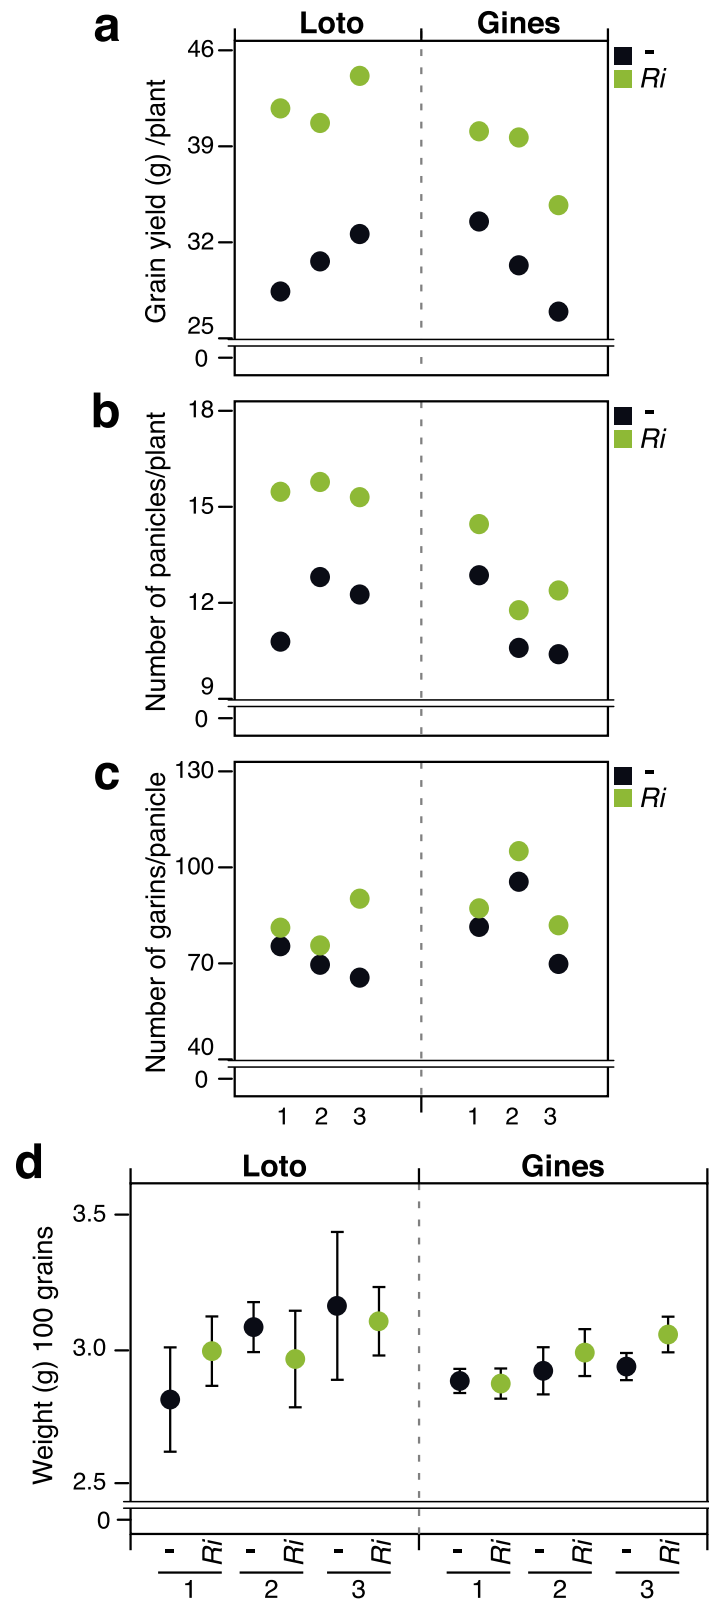 a
Loto Gines
46
39
32
25
0
Grain yield (g) /plant
-
Ri
b
18
15
12
9
0
Number of panicles/plant
-
Ri
c
130
100
70
40
0
Number of garins/panicle
-
Ri
1 2 3 1 2 3
d
Loto Gines
3.5
3.0
2.5
0
Weight (g) 100 grains
- Ri - Ri - Ri - Ri - Ri - Ri
1 2 3 1 2 3